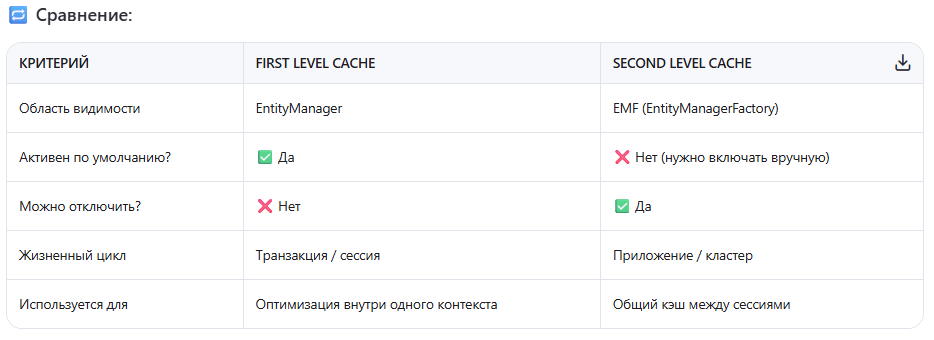 🔁 Сравнение:
КРИТЕРИЙ FIRST LEVEL CACHE SECOND LEVEL CACHE
Область видимости EntityManager EMF (EntityManagerFactory)
Активен по умолчанию? ✅ Да ❌ Нет (нужно включать вручную)
Можно отключить? ❌ Нет ✅ Да
Жизненный цикл Транзакция / сессия Приложение / кластер
Используется для Оптимизация внутри одного контекста Общий кэш между сессиями